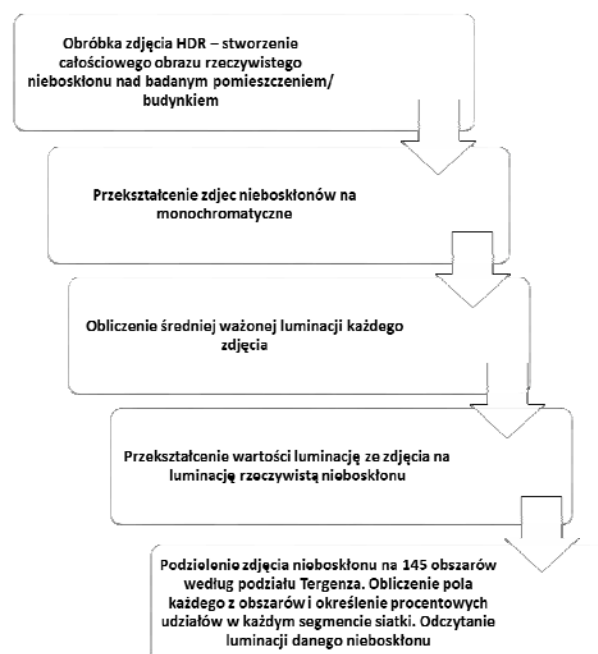 Obróbka zdjęcia HDR – stworzenie
całościowego obrazu rzeczywistego
nieboskłonu nad badanym pomieszczeniem/
budynkiem
Przekształcenie zdjec nieboskłonów na
monochromatyczne
Obliczenie średniej ważonej luminacji każdego
zdjęcia
Przekształcenie wartości luminację ze zdjęcia na
luminację rzeczywistą nieboskłonu
Podzielenie zdjęcia nieboskłonu na 145 obszarów
według podziału Tergenza. Obliczenie pola
każdego z obszarów i określenie procentowych
udziałów w każdym segmencie siatki. Odczytanie
luminacji danego nieboskłonu